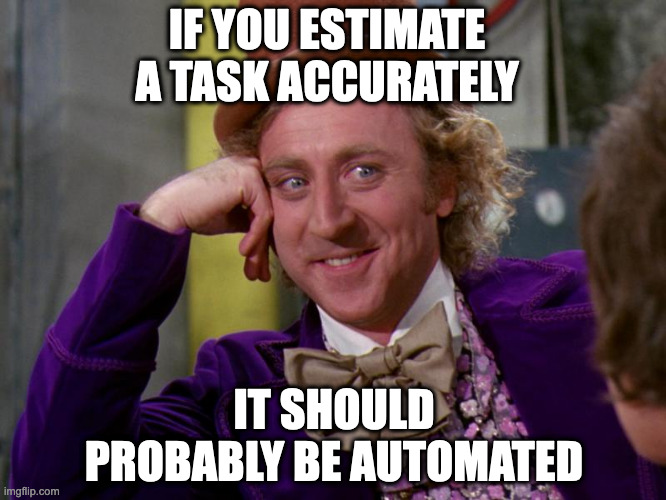 IF YOU ESTIMATE
A TASK ACCURATELY
IT SHOULD
PROBABLY BE AUTOMATED
imgflip.com